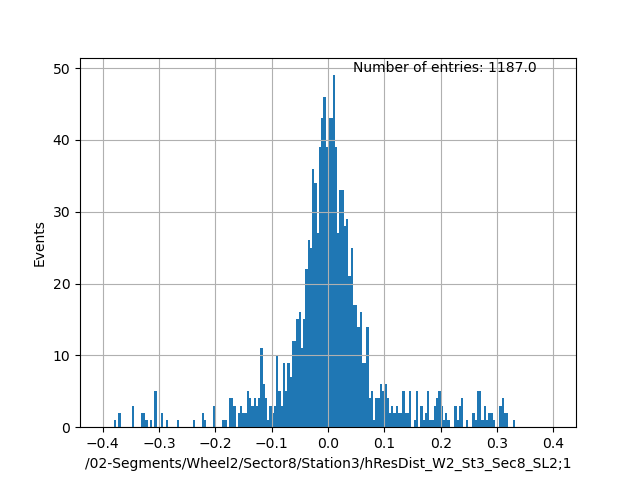 Number of entries: 1187.0
50
40
30
20
10
0
Events
−0.4 −0.3 −0.2 −0.1 0.0 0.1 0.2 0.3 0.4
/02-Segments/Wheel2/Sector8/Station3/hResDist_W2_St3_Sec8_SL2;1